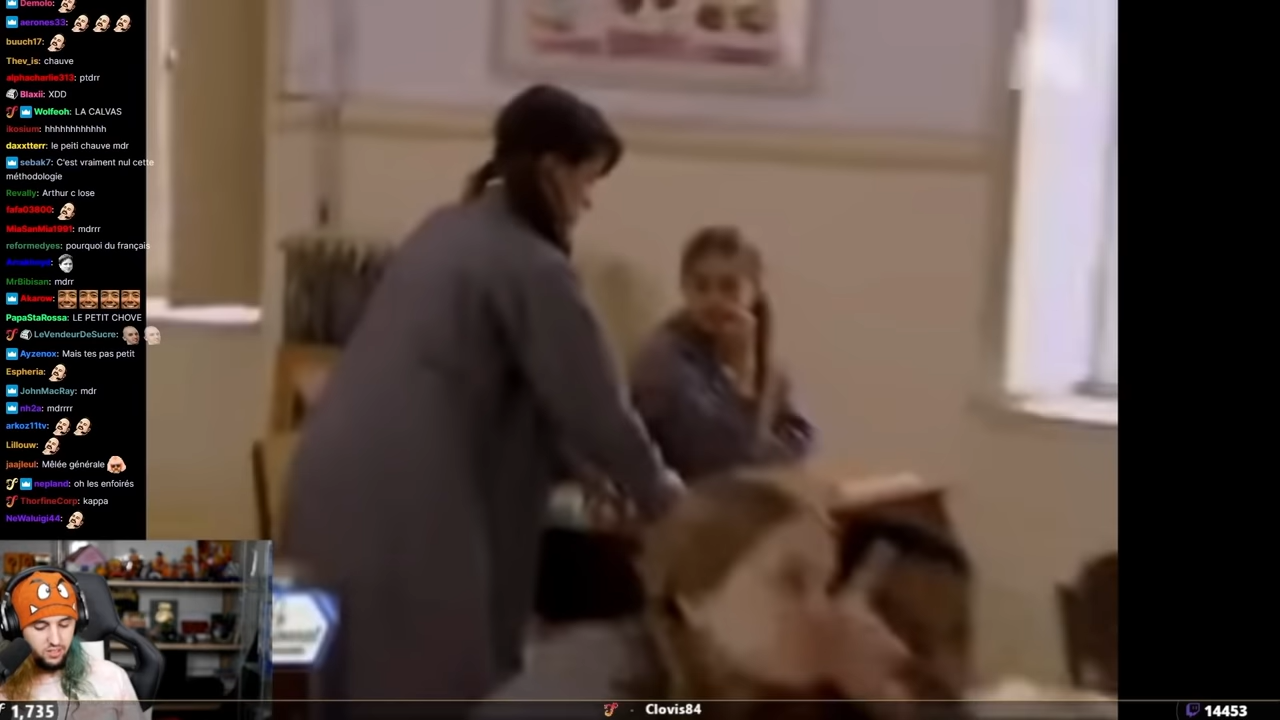 Demolo:
aerones33:
buuch17:
Thev_is: chauve
alphacharlie313: ptdrr
Blaxii: XDD
Wolfeoh: LA CALVAS
ikosium: hhhhhhhhhhhh
daxxtterr: le peiti chauve mdr
sebak7: C'est vraiment nul cette
méthodologie
Revally: Arthur c lose
fafa03800:
MiaSanMia1991: mdrrr
reformedyes: pourquoi du français
MrBibisan: mdrr
Akarow:
PapaStaRossa: LE PETIT CHOVE
LeVendeurDeSucre:
Ayzenox: Mais tes pas petit
Espheria:
JohnMacRay: mdr
nh2a: mdrrrr
arkoz11tv:
Lillouw:
jaajleul: Mêlée générale
nepland: oh les enfoirés
ThorfineCorp: kappa
NeWaluigi44:
1,735
- Clovis84
14453